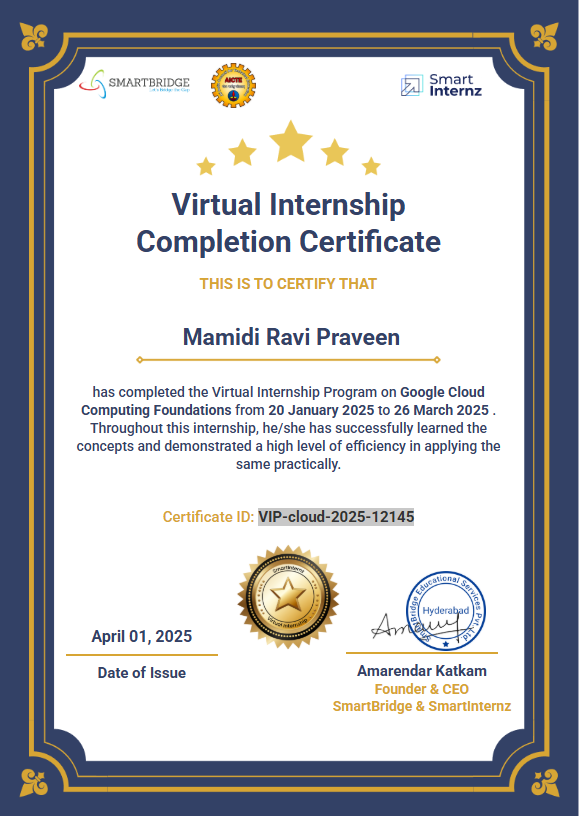 SMARTBRIDGE
Let's Bridge the Gap
AICTE
Smart
Internz
Virtual Internship
Completion Certificate
THIS IS TO CERTIFY THAT
Mamidi Ravi Praveen
has completed the Virtual Internship Program on Google Cloud
Computing Foundations from 20 January 2025 to 26 March 2025 .
Throughout this internship, he/she has successfully learned the
concepts and demonstrated a high level of efficiency in applying the
same practically.
Certificate ID: VIP-cloud-2025-12145
SmartInternz
Virtual Internship
SmartBridge Educational Services Pvt. Ltd
Hyderabad
April 01, 2025
Date of Issue
Amarendar Katkam
Founder & CEO
SmartBridge & SmartInternz